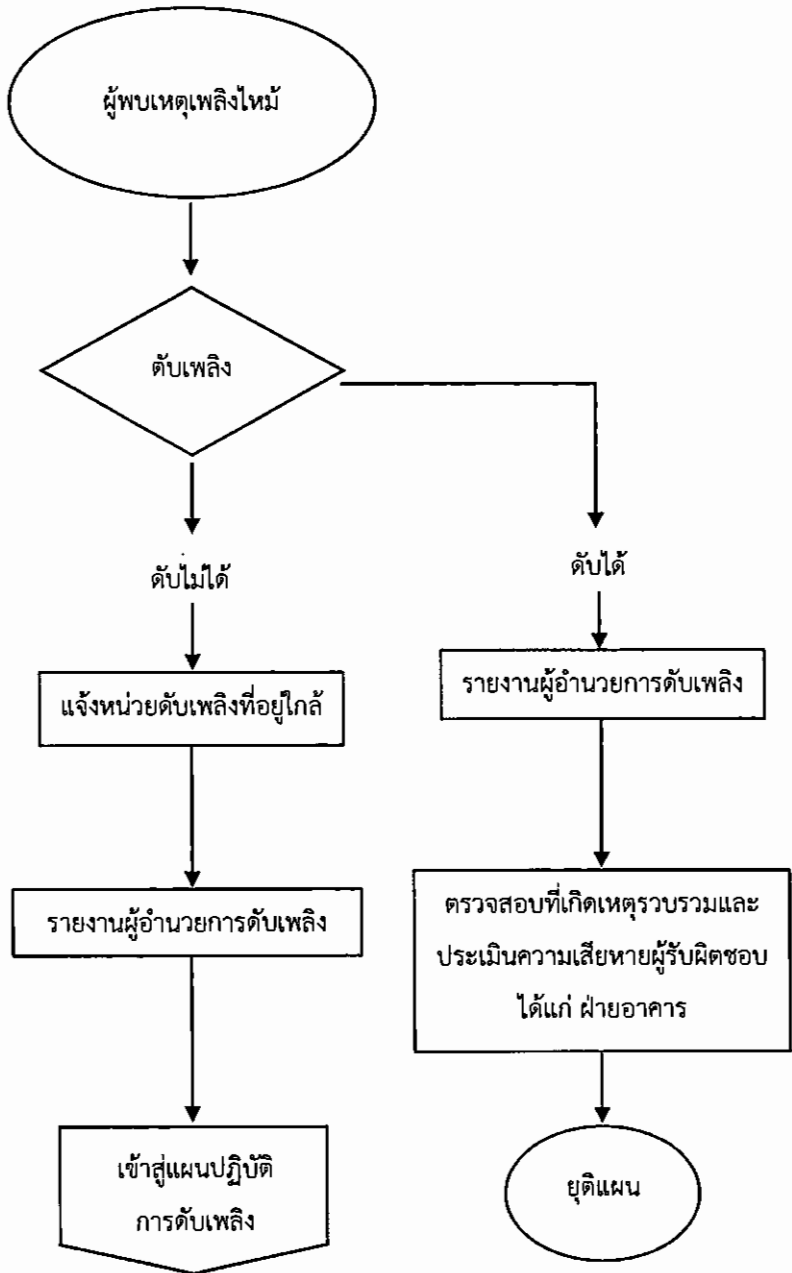 ผู้พบเหตุเพลิงไหม้
ดับเพลิง
ดับไม่ได้
ดับได้
แจ้งหน่วยดับเพลิงที่อยู่ใกล้
รายงานผู้อำนวยการดับเพลิง
รายงานผู้อำนวยการดับเพลิง
ตรวจสอบที่เกิดเหตุรวบรวมและ
ประเมินความเสียหายผู้รับผิดชอบ
ได้แก่ ฝ่ายอาคาร
เข้าสู่แผนปฏิบัติ
การดับเพลิง
ยุติแผน